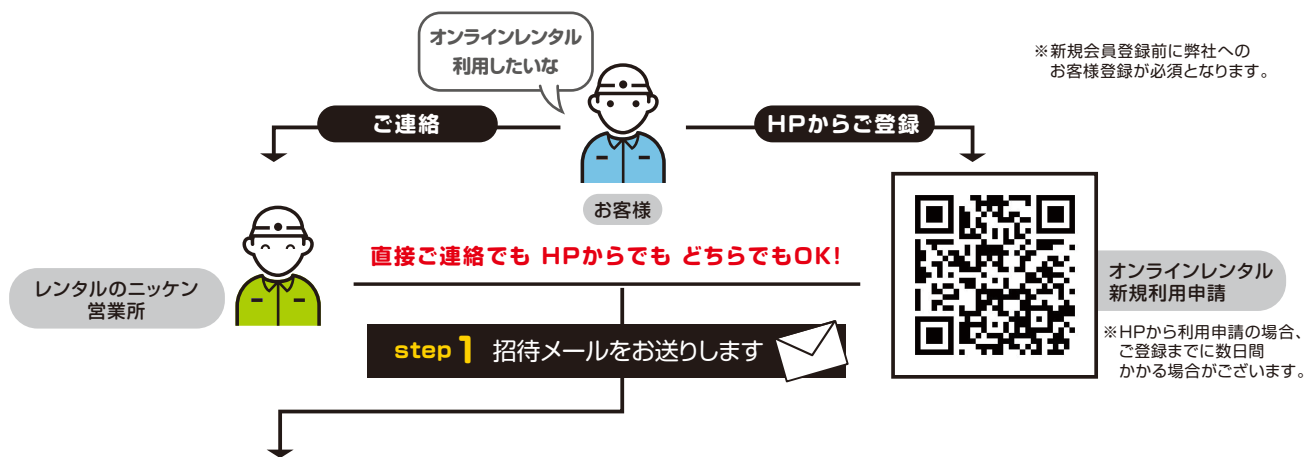 オンラインレンタル
利用したいな
※新規会員登録前に弊社への
お客様登録が必須となります。
ご連絡
HPからご登録
お客様
直接ご連絡でも HPからでも どちらでもOK!
レンタルのニッケン
営業所
オンラインレンタル
新規利用申請
※HPから利用申請の場合、
ご登録までに数日間
かかる場合がございます。
step1 招待メールをお送りします